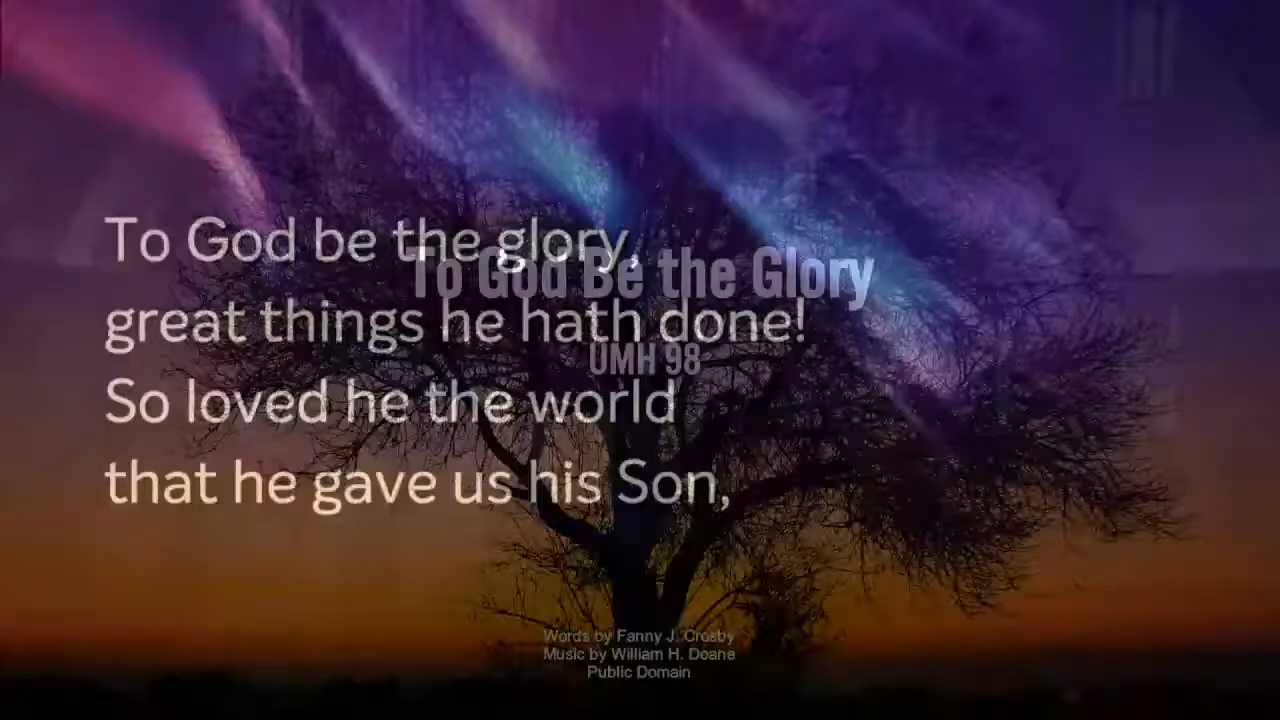 To God be the glory,
To God Be the Glory
great things he hath done!
UMH 98
So loved he the world
that he gave us his Son,
Words by Fanny J. Crosby
Music by William H. Doane
Public Domain